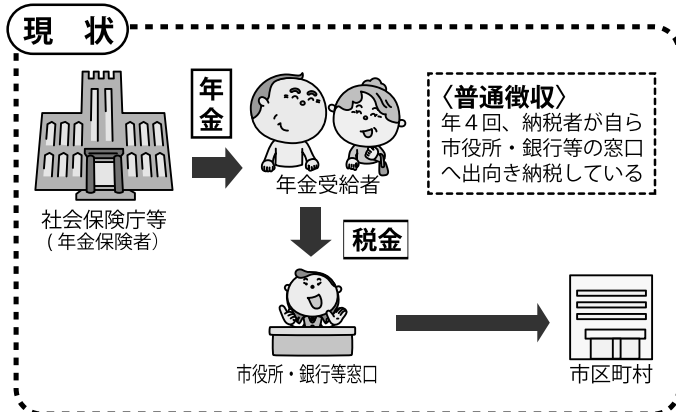 現　状
年金
〈普通徴収〉
年４回、納税者が自ら
市役所・銀行等の窓口
へ出向き納税している
社会保険庁等
（年金保険者）
年金受給者
税金
市役所・銀行等窓口
市区町村